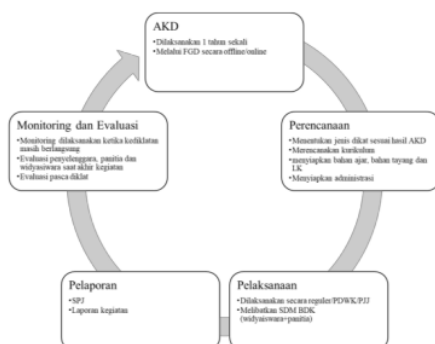 AKD
•Dilaksanakan 1 tahun sekali
•Melalui FGD secara offline/online
Perencanaan
•Menentukan jenis dikat sesuai hasil AKD
•Merencanakan kurikulum
•menyiapkan bahan ajar, bahan tayang dan
LK
•Menyiapkan administrasi
Pelaksanaan
•Dilaksanakan secara reguler/PDWK/PJJ
•Melibatkan SDM BDK
(widyaiswara+panitia)
Pelaporan
•SPJ
•Laporan kegiatan
Monitoring dan Evaluasi
•Monitoring dilaksanakan ketika kediklatan
masih berlangsung
•Evaluasi penyelenggara, panitia dan
widyasiwara saat akhir kegiatan
•Evaluasi pasca diklat